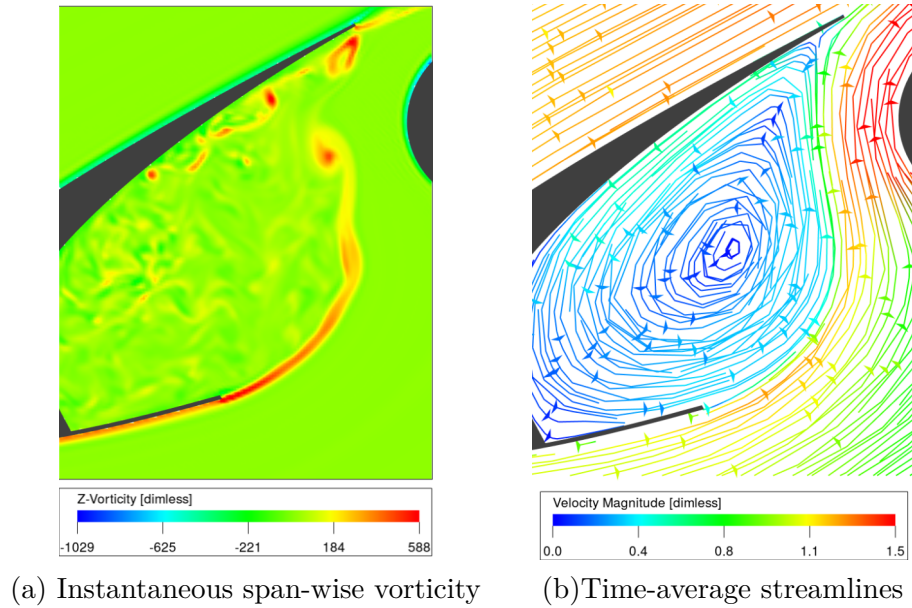 Z-Vorticity [dimless]
-1029 -625 -221 184 588
Velocity Magnitude [dimless]
0.0 0.4 0.8 1.1 1.5
(a) Instantaneous span-wise vorticity
(b)Time-average streamlines